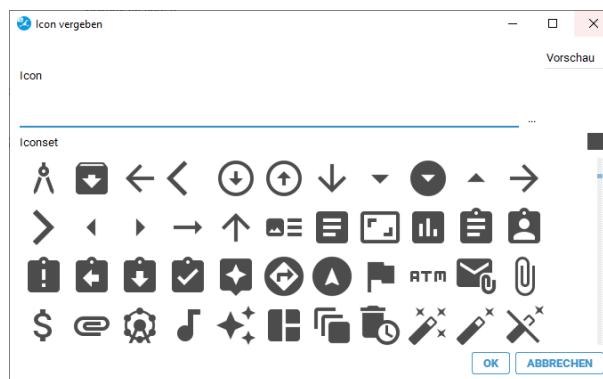 Icon vergeben
Vorschau
Icon
...
Iconset
ATM
OK
ABBRECHEN